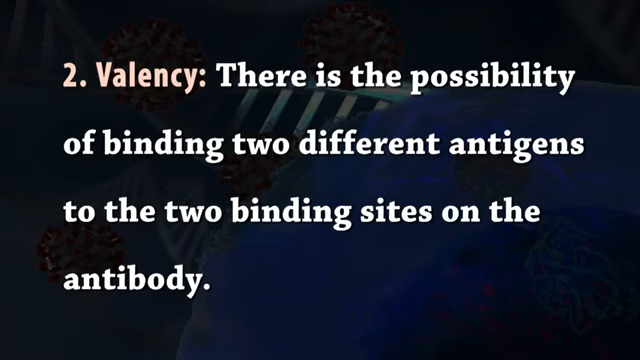 2. Valency: There is the possibility
of binding two different antigens
to the two binding sites on the
antibody.